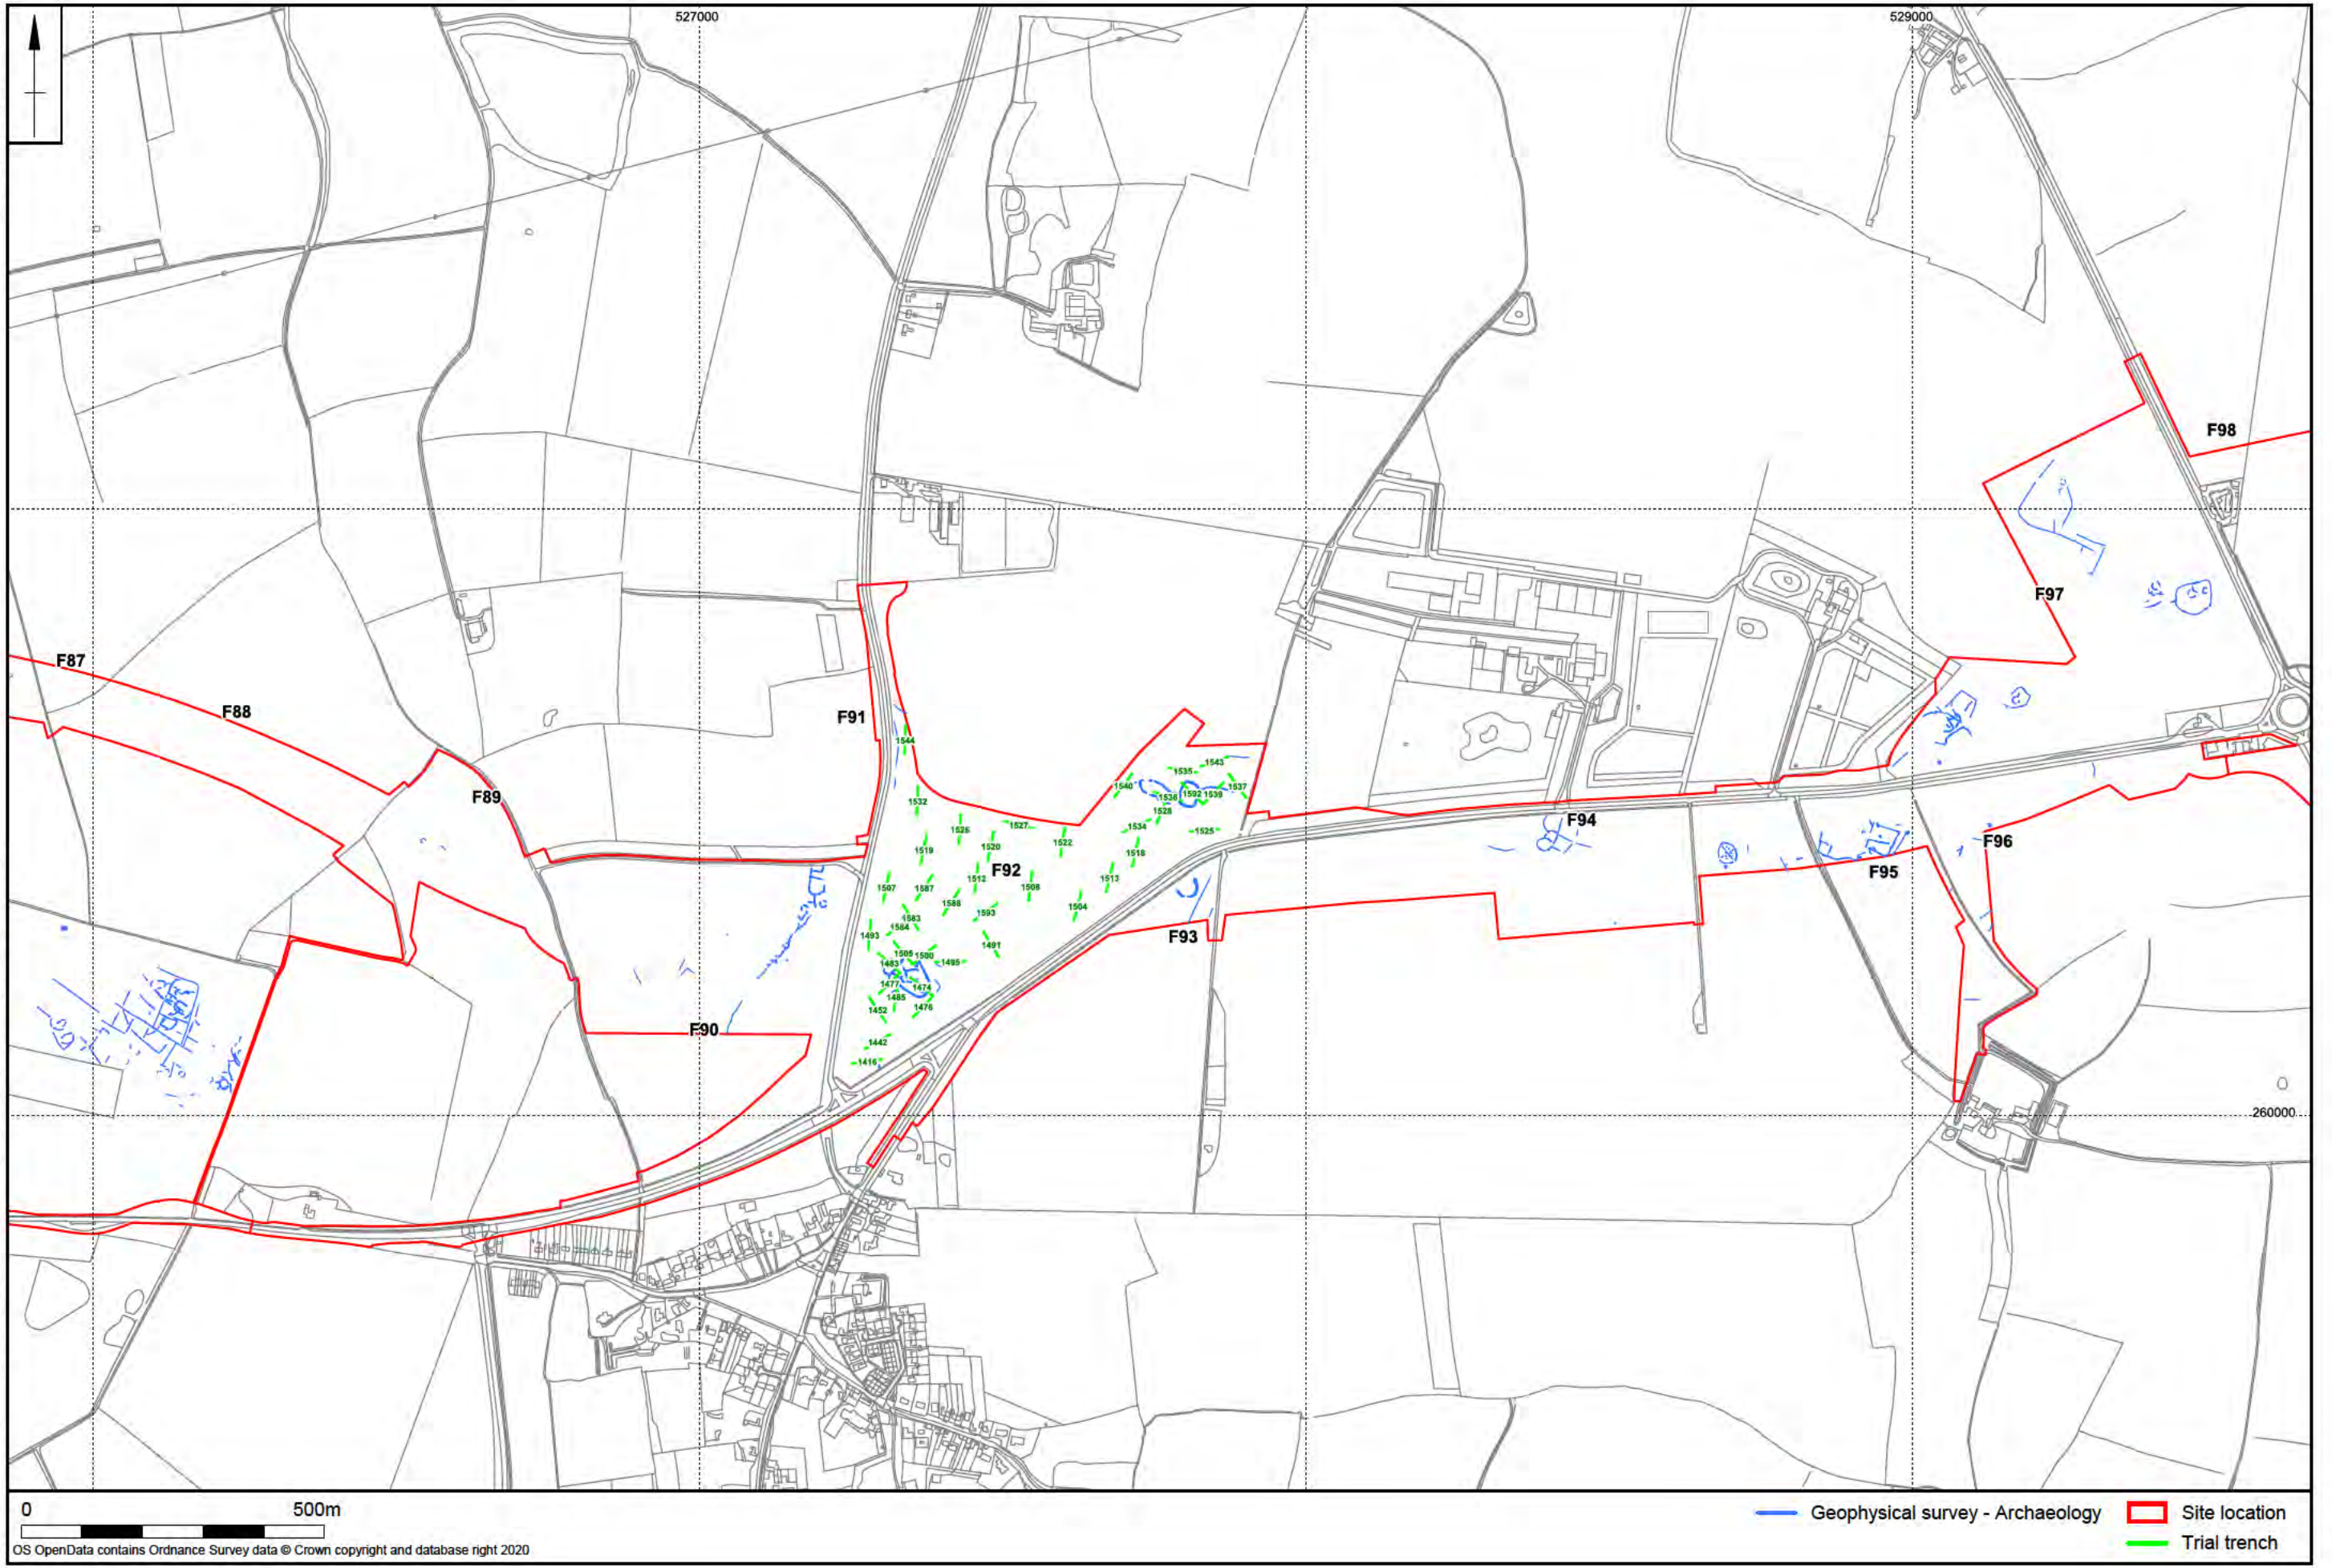 527000
529000
F98
F97
F87
F88
F91
1544
1543
1535
1540
1537
1538
1592
1539
F89
1532
1528
F94
1526
1527
1534
1525
F96
1519
1520
1522
1518
F92
F95
1507
1587
1512
1508
1513
1588
1504
1593
1583
1584
1493
F93
1491
1505
1500
1483
1495
1477
1474
1485
1452
1476
F90
1442
1416
260000
0 500m
Geophysical survey - Archaeology
Site location
Trial trench
OS OpenData contains Ordnance Survey data © Crown copyright and database right 2020